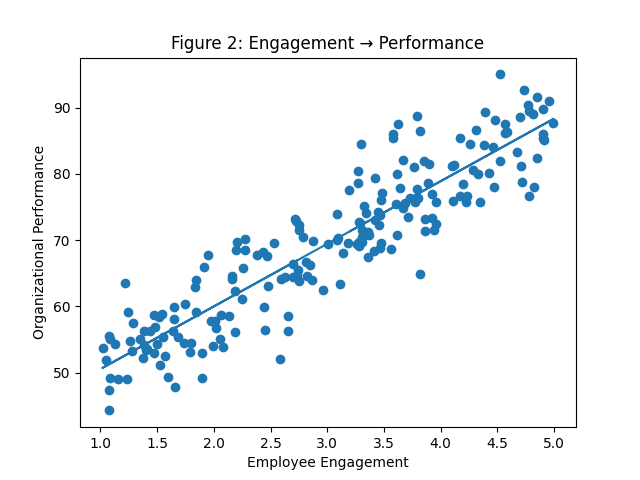 Figure 2: Engagement → Performance
Organizational Performance
90
80
70
60
50
1.0 1.5 2.0 2.5 3.0 3.5 4.0 4.5 5.0
Employee Engagement